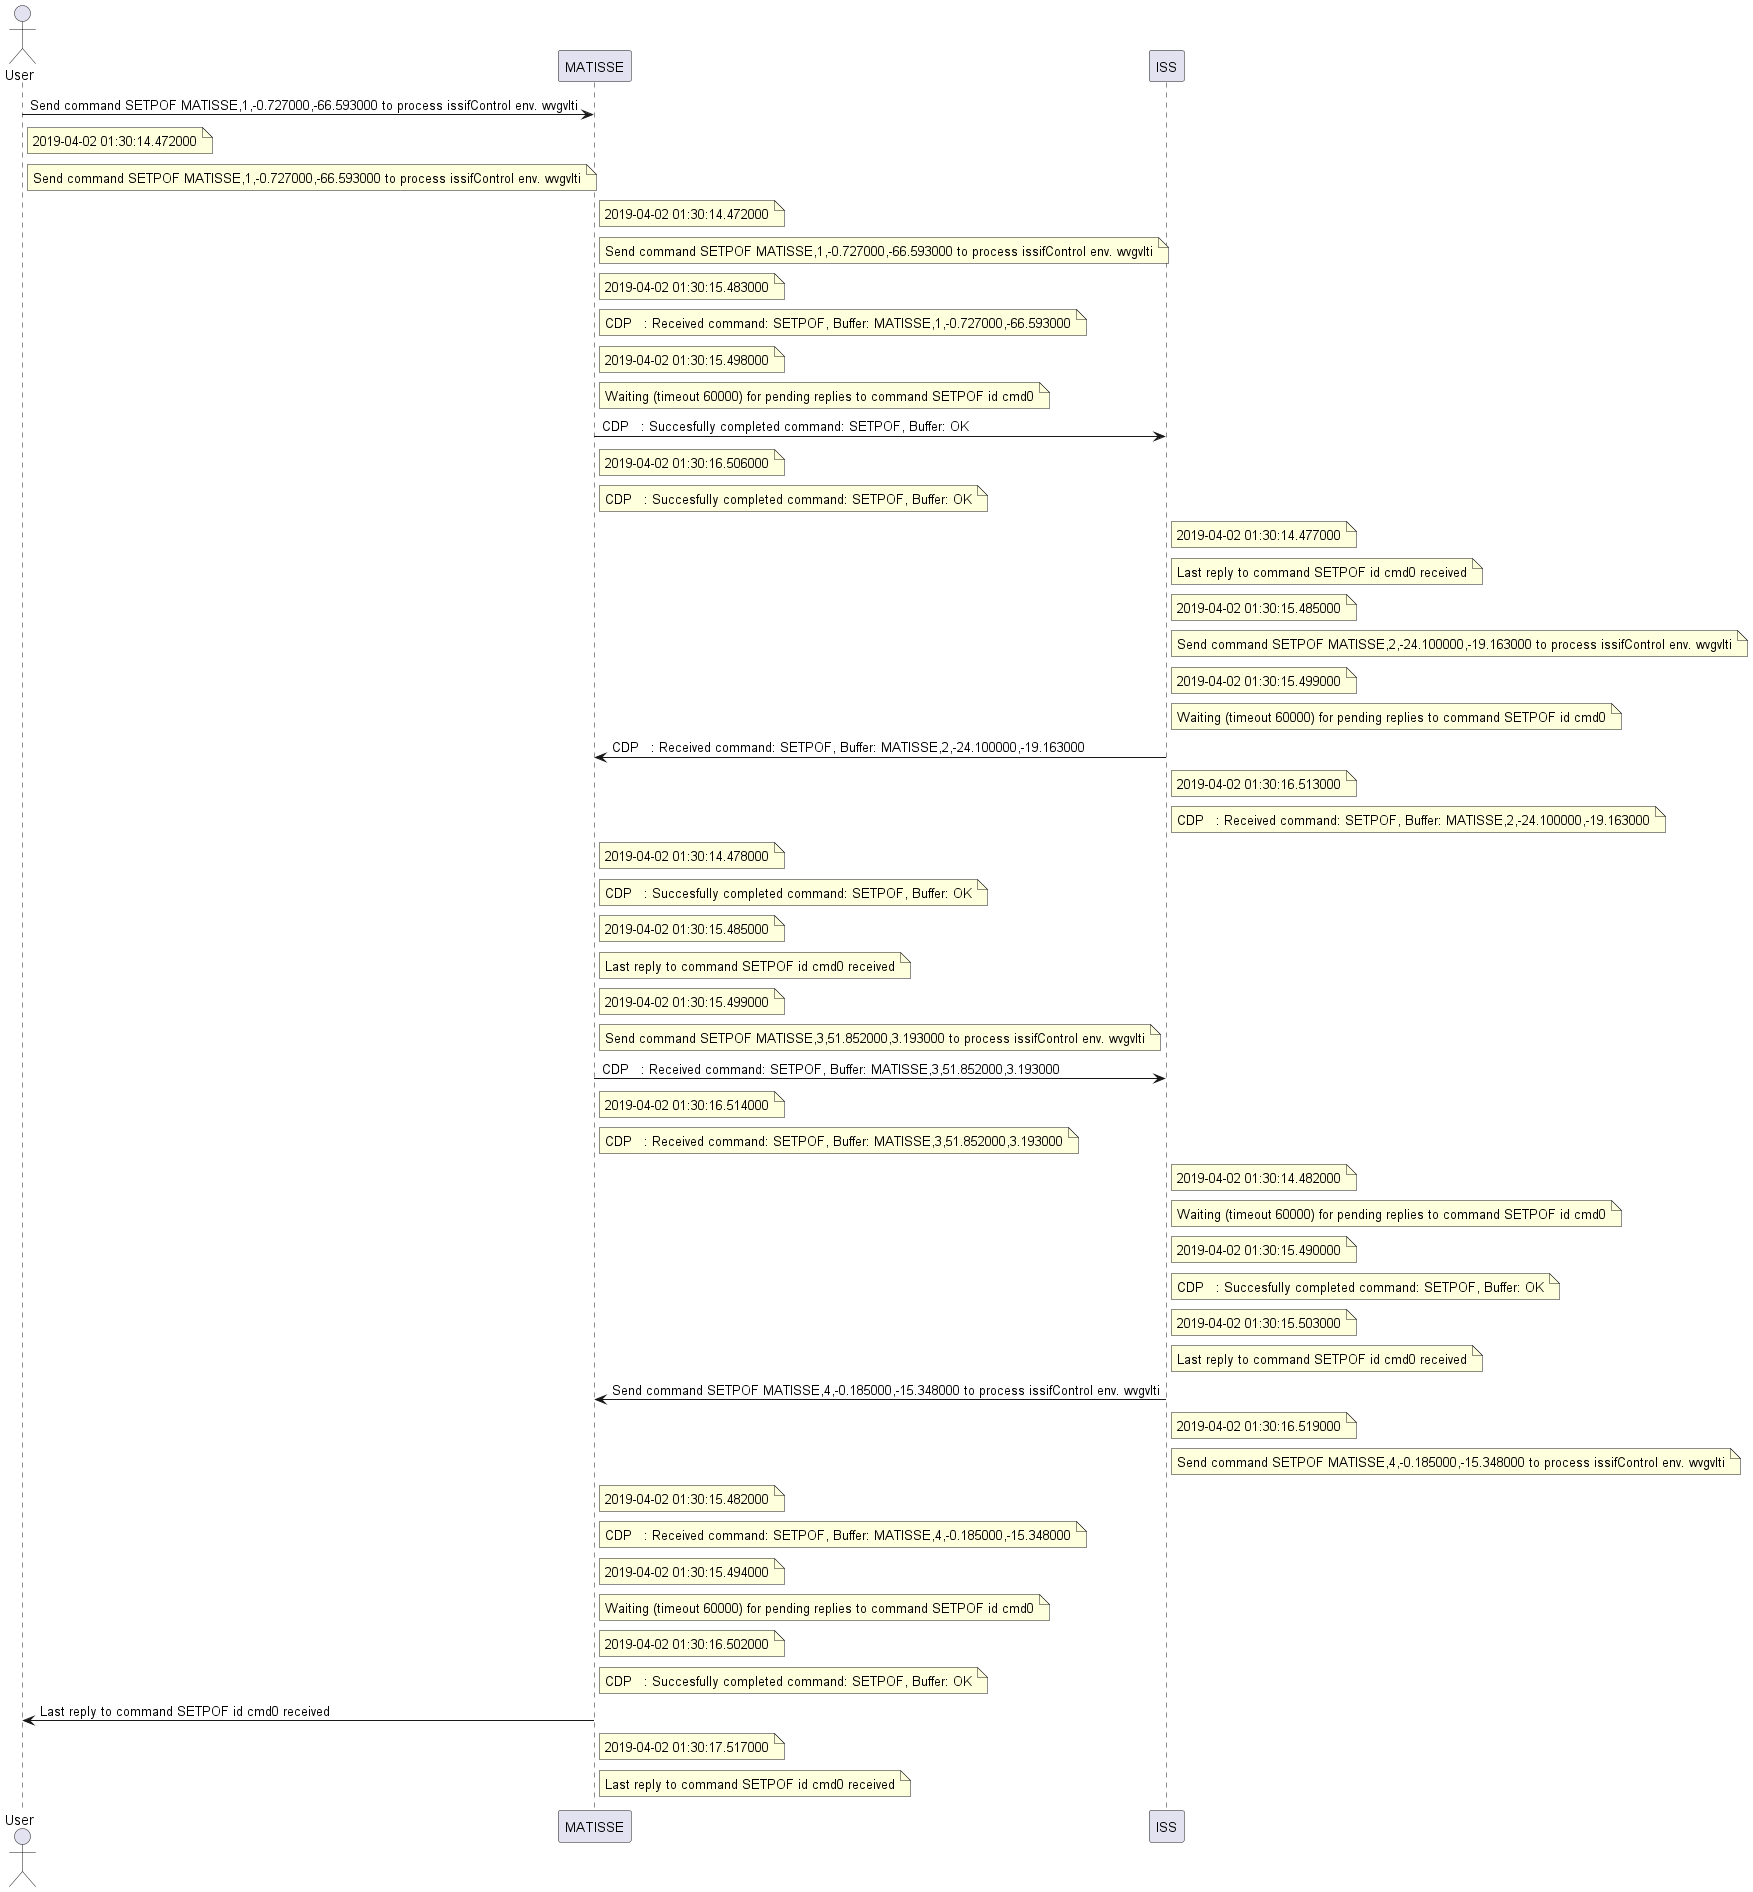 User
MATISSE
ISS
Send command SETPOF MATISSE,1,-0.727000,-66.593000 to process issifControl env. wvgvlti
2019-04-02 01:30:14.472000
Send command SETPOF MATISSE,1,-0.727000,-66.593000 to process issifControl env. wvgvlti
2019-04-02 01:30:14.472000
Send command SETPOF MATISSE,1,-0.727000,-66.593000 to process issifControl env. wvgvlti
2019-04-02 01:30:15.483000
CDP   : Received command: SETPOF, Buffer: MATISSE,1,-0.727000,-66.593000
2019-04-02 01:30:15.498000
Waiting (timeout 60000) for pending replies to command SETPOF id cmd0
CDP   : Succesfully completed command: SETPOF, Buffer: OK
2019-04-02 01:30:16.506000
CDP   : Succesfully completed command: SETPOF, Buffer: OK
2019-04-02 01:30:14.477000
Last reply to command SETPOF id cmd0 received
2019-04-02 01:30:15.485000
Send command SETPOF MATISSE,2,-24.100000,-19.163000 to process issifControl env. wvgvlti
2019-04-02 01:30:15.499000
Waiting (timeout 60000) for pending replies to command SETPOF id cmd0
CDP   : Received command: SETPOF, Buffer: MATISSE,2,-24.100000,-19.163000
2019-04-02 01:30:16.513000
CDP   : Received command: SETPOF, Buffer: MATISSE,2,-24.100000,-19.163000
2019-04-02 01:30:14.478000
CDP   : Succesfully completed command: SETPOF, Buffer: OK
2019-04-02 01:30:15.485000
Last reply to command SETPOF id cmd0 received
2019-04-02 01:30:15.499000
Send command SETPOF MATISSE,3,51.852000,3.193000 to process issifControl env. wvgvlti
CDP   : Received command: SETPOF, Buffer: MATISSE,3,51.852000,3.193000
2019-04-02 01:30:16.514000
CDP   : Received command: SETPOF, Buffer: MATISSE,3,51.852000,3.193000
2019-04-02 01:30:14.482000
Waiting (timeout 60000) for pending replies to command SETPOF id cmd0
2019-04-02 01:30:15.490000
CDP   : Succesfully completed command: SETPOF, Buffer: OK
2019-04-02 01:30:15.503000
Last reply to command SETPOF id cmd0 received
Send command SETPOF MATISSE,4,-0.185000,-15.348000 to process issifControl env. wvgvlti
2019-04-02 01:30:16.519000
Send command SETPOF MATISSE,4,-0.185000,-15.348000 to process issifControl env. wvgvlti
2019-04-02 01:30:15.482000
CDP   : Received command: SETPOF, Buffer: MATISSE,4,-0.185000,-15.348000
2019-04-02 01:30:15.494000
Waiting (timeout 60000) for pending replies to command SETPOF id cmd0
2019-04-02 01:30:16.502000
CDP   : Succesfully completed command: SETPOF, Buffer: OK
Last reply to command SETPOF id cmd0 received
2019-04-02 01:30:17.517000
Last reply to command SETPOF id cmd0 received
User
MATISSE
ISS